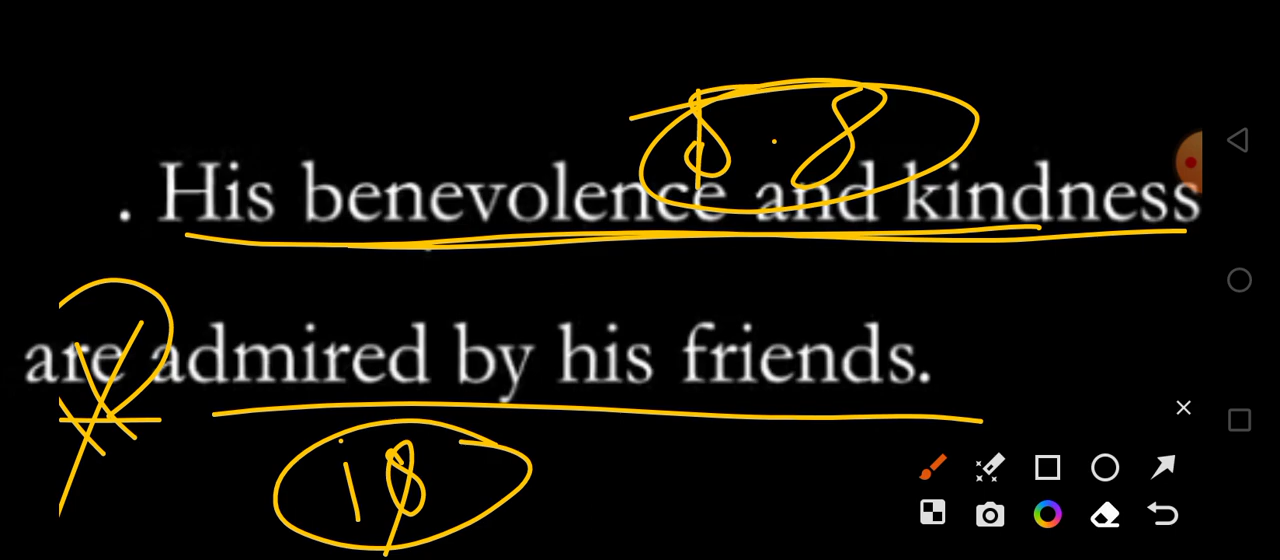 . His benevolence and kindness
are admired by his friends.